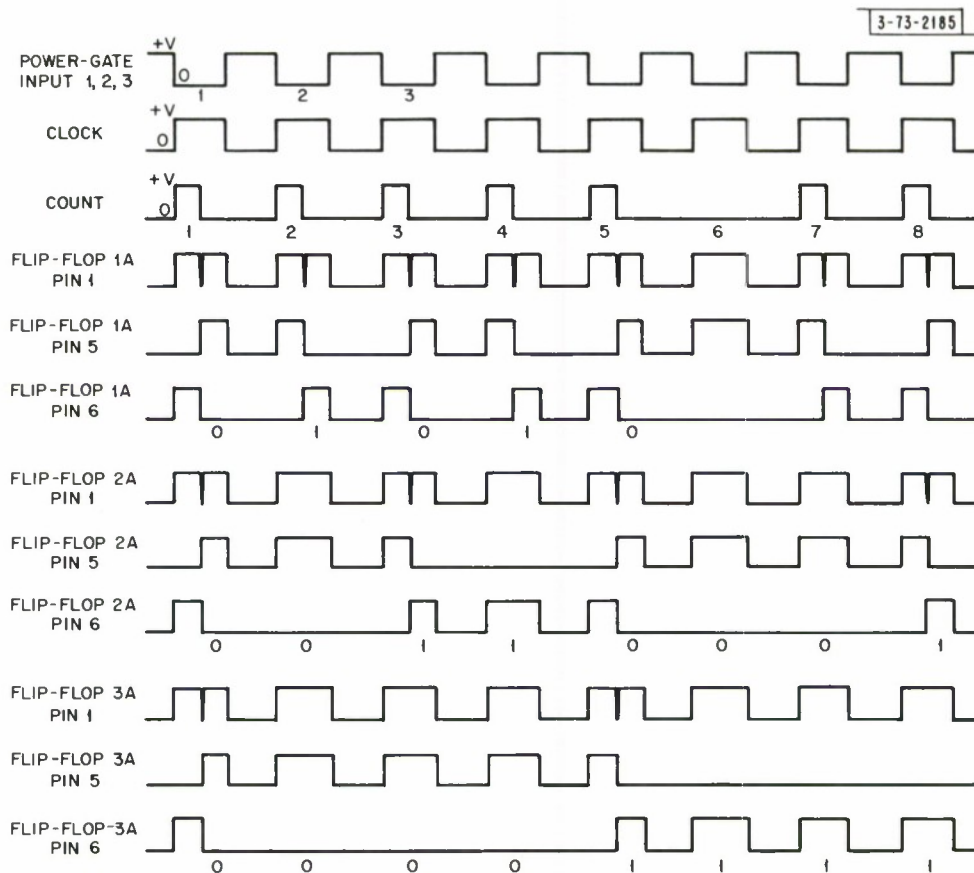 3-73-2185
POWER-GATE
INPUT 1, 2, 3
+V
0
1 2 3
CLOCK
+V
0
COUNT
+V
0
1 2 3 4 5 6 7 8
FLIP-FLOP 1A
PIN 1
FLIP-FLOP 1A
PIN 5
FLIP-FLOP 1A
PIN 6
0 1 0 1 0
FLIP-FLOP 2A
PIN 1
FLIP-FLOP 2A
PIN 5
FLIP-FLOP 2A
PIN 6
0 0 1 1 0 0 0 1
FLIP-FLOP 3A
PIN 1
FLIP-FLOP 3A
PIN 5
FLIP-FLOP-3A
PIN 6
0 0 0 0 1 1 1 1